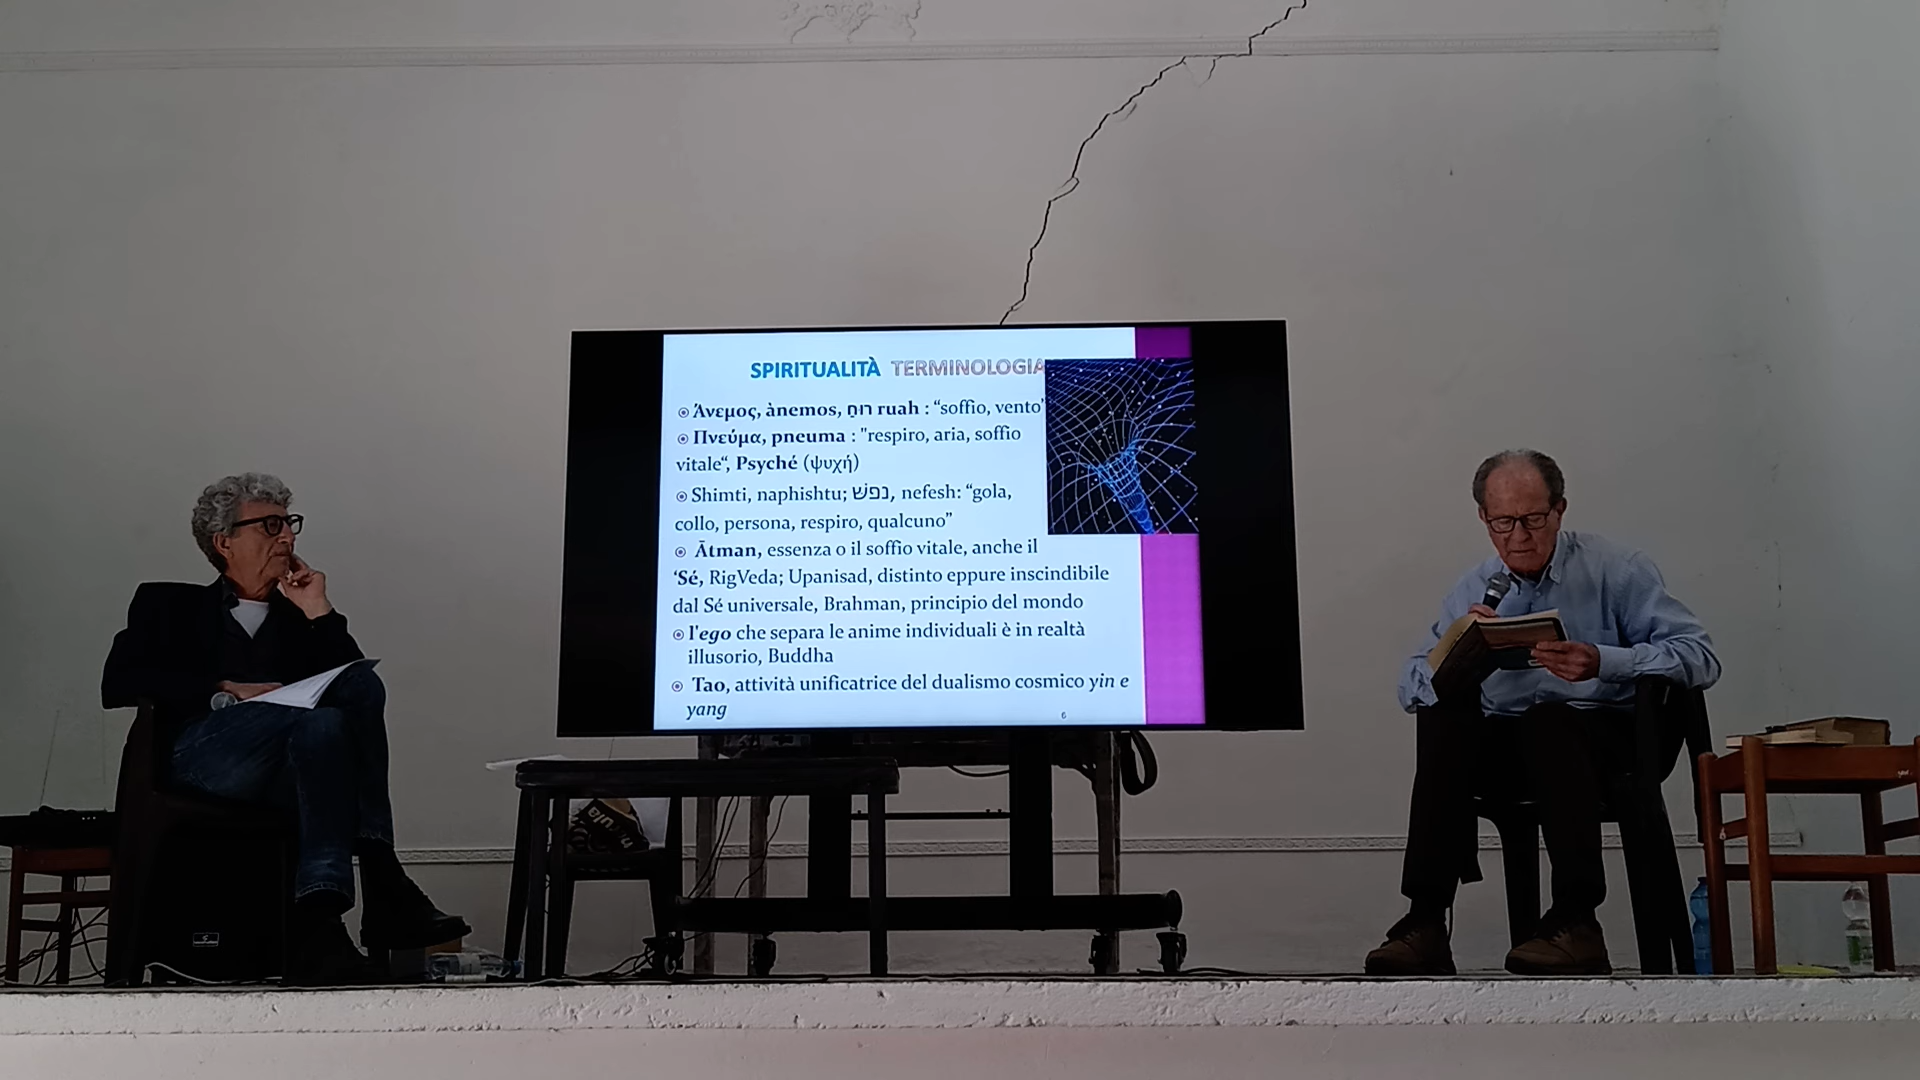 SPIRITUALITÀ TERMINOLOGIA
Άνεμος, ànemos, רוּחַ ruah : “soffio, vento”
Πνεύμα, pneuma : "respiro, aria, soffio
vitale“, Psyché (ψυχή)
Shimti, naphishtu; נפׁש, nefesh: “gola,
collo, persona, respiro, qualcuno”
Ātman, essenza o il soffio vitale, anche il
‘Sé, RigVeda; Upanisad, distinto eppure inscindibile
dal Sé universale, Brahman, principio del mondo
l'ego che separa le anime individuali è in realtà
illusorio, Buddha
Tao, attività unificatrice del dualismo cosmico yin e
yang
6